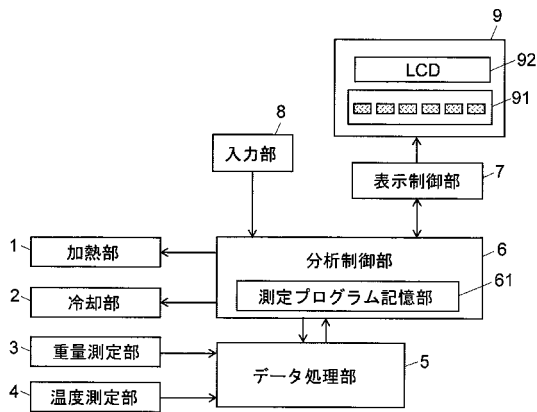 9
92
LCD
91
8
入力部
7
表示制御部
1
加熱部
6
分析制御部
61
測定プログラム記憶部
2
冷却部
3
重量測定部
5
データ処理部
4
温度測定部